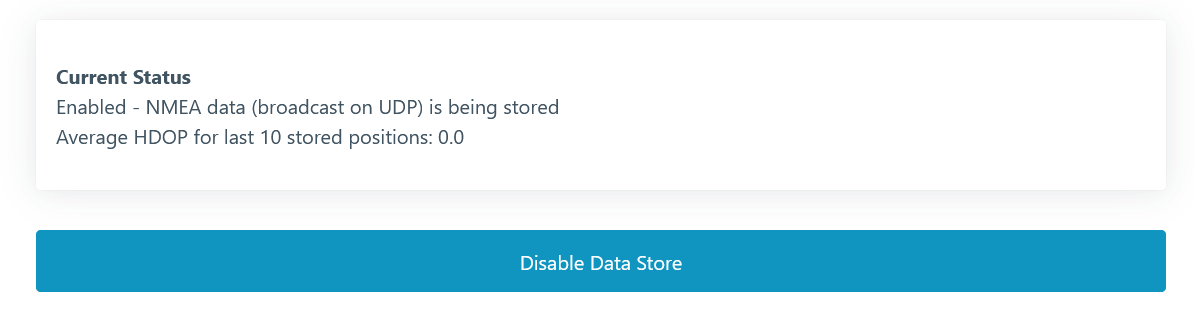 Current Status
Enabled - NMEA data (broadcast on UDP) is being stored
Average HDOP for last 10 stored positions: 0.0
Disable Data Store